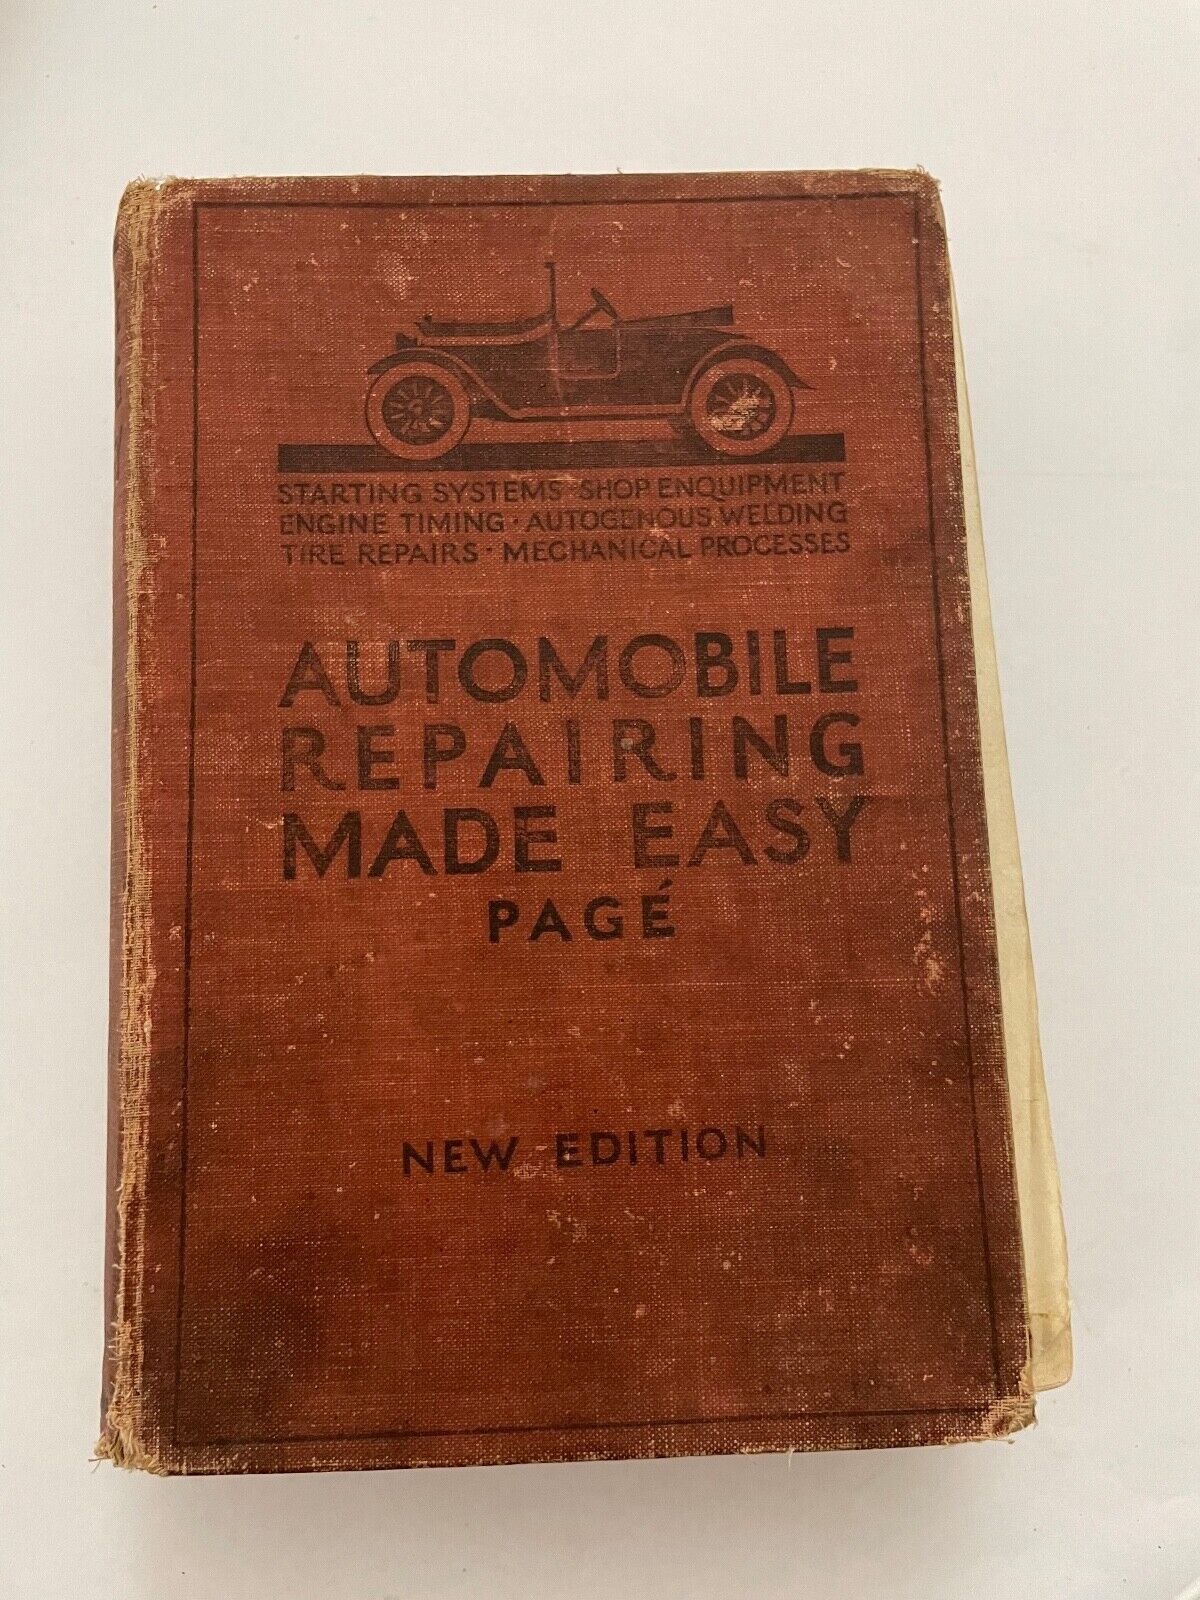 STARTING SYSTEMS · SHOP ENQUIPMENT
ENGINE TIMING · AUTOGENOUS WELDING
TIRE REPAIRS · MECHANICAL PROCESSES
AUTOMOBILE
REPAIRING
MADE EASY
PAGÉ
NEW EDITION